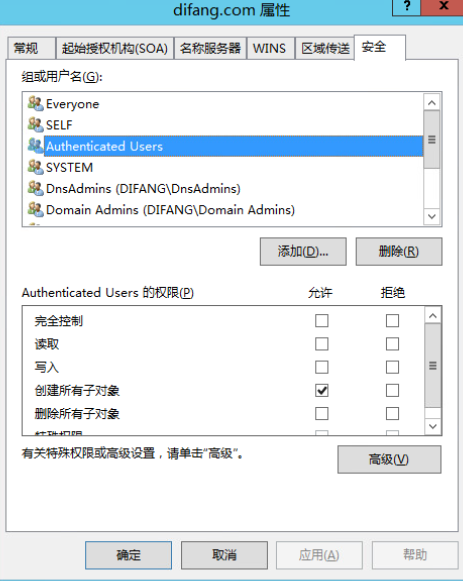 difang.com 属性
? x
常规 起始授权机构(SOA) 名称服务器 WINS 区域传送 安全
组或用户名(G):
Everyone
SELF
Authenticated Users
SYSTEM
DnsAdmins (DIFANG\DnsAdmins)
Domain Admins (DIFANG\Domain Admins)
添加(D)... 删除(R)
Authenticated Users 的权限(P) 允许 拒绝
完全控制
读取
写入
创建所有子对象
删除所有子对象
特殊权限
有关特殊权限或高级设置，请单击“高级”。
高级(V)
确定 取消 应用(A) 帮助